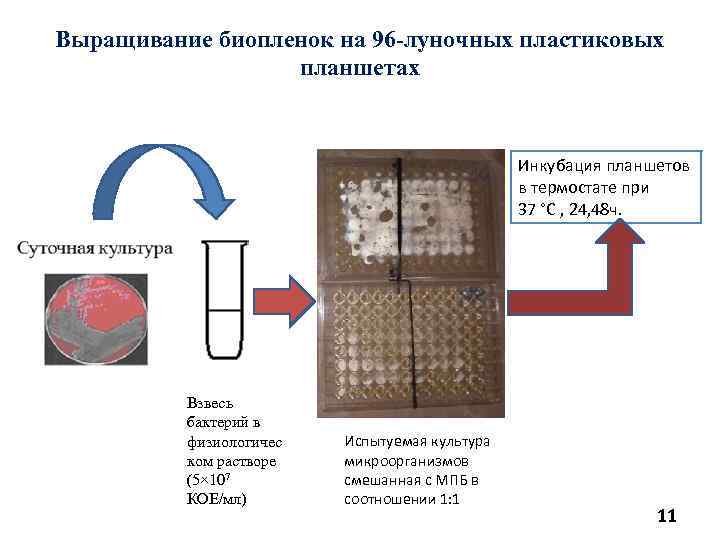 Выращивание биопленок на 96-луночных пластиковых
планшетах
Инкубация планшетов
в термостате при
37 °С , 24, 48 ч.
Суточная культура
Взвесь
бактерий в
физиологичес
ком растворе
(5×10⁷
КОЕ/мл)
Испытуемая культура
микроорганизмов
смешанная с МПБ в
соотношении 1:1
11